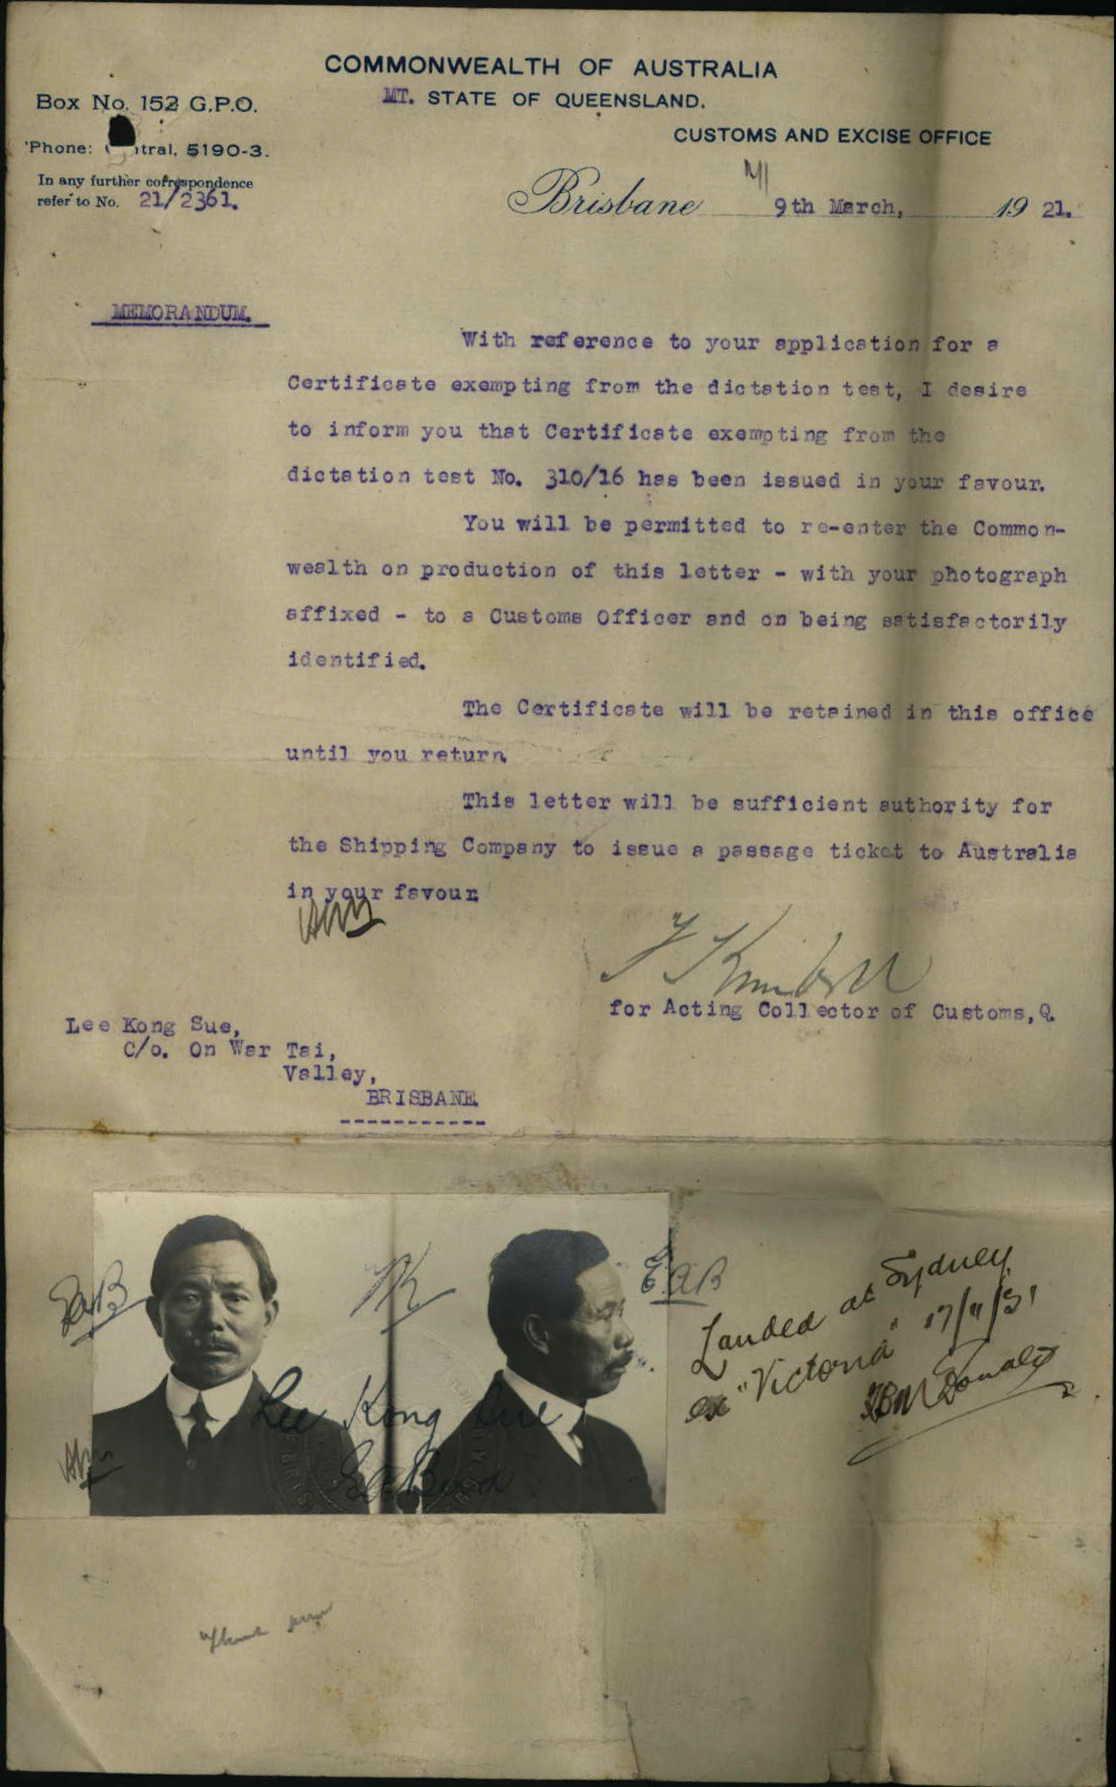 COMMONWEALTH OF AUSTRALIA
MT. STATE OF QUEENSLAND.
CUSTOMS AND EXCISE OFFICE
Box No. 152 G.P.O.
'Phone: Central, 5190-3.
In any further correspondence
refer to No. 21/2361.
Brisbane 9th March, 19 21.
MEMORANDUM.
With reference to your application for a
Certificate exempting from the dictation test, I desire
to inform you that Certificate exempting from the
dictation test No. 310/16 has been issued in your favour.
You will be permitted to re-enter the Common-
wealth on production of this letter - with your photograph
affixed - to a Customs Officer and on being satisfactorily
identified.
The Certificate will be retained in this office
until you return.
This letter will be sufficient authority for
the Shipping Company to issue a passage ticket to Australia
in your favour.
for Acting Collector of Customs, Q.
Lee Kong Sue,
C/o. On War Tai,
Valley,
BRISBANE.
EAB
EAB
Lee Kong Sue
Landed at Sydney
ex "Victoria" 17/11/21